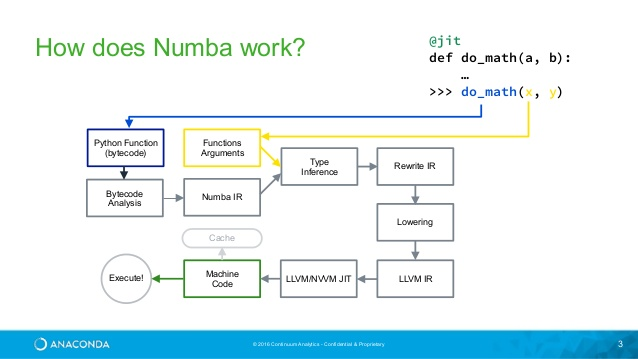 How does Numba work?
@jit
def do_math(a, b):
…
>>> do_math(x, y)
Python Function
(bytecode)
Functions
Arguments
Type
Inference
Rewrite IR
Bytecode
Analysis
Numba IR
Lowering
Cache
Execute!
Machine
Code
LLVM/NVVM JIT
LLVM IR
ANACONDA
© 2016 Continuum Analytics - Confidential & Proprietary
3